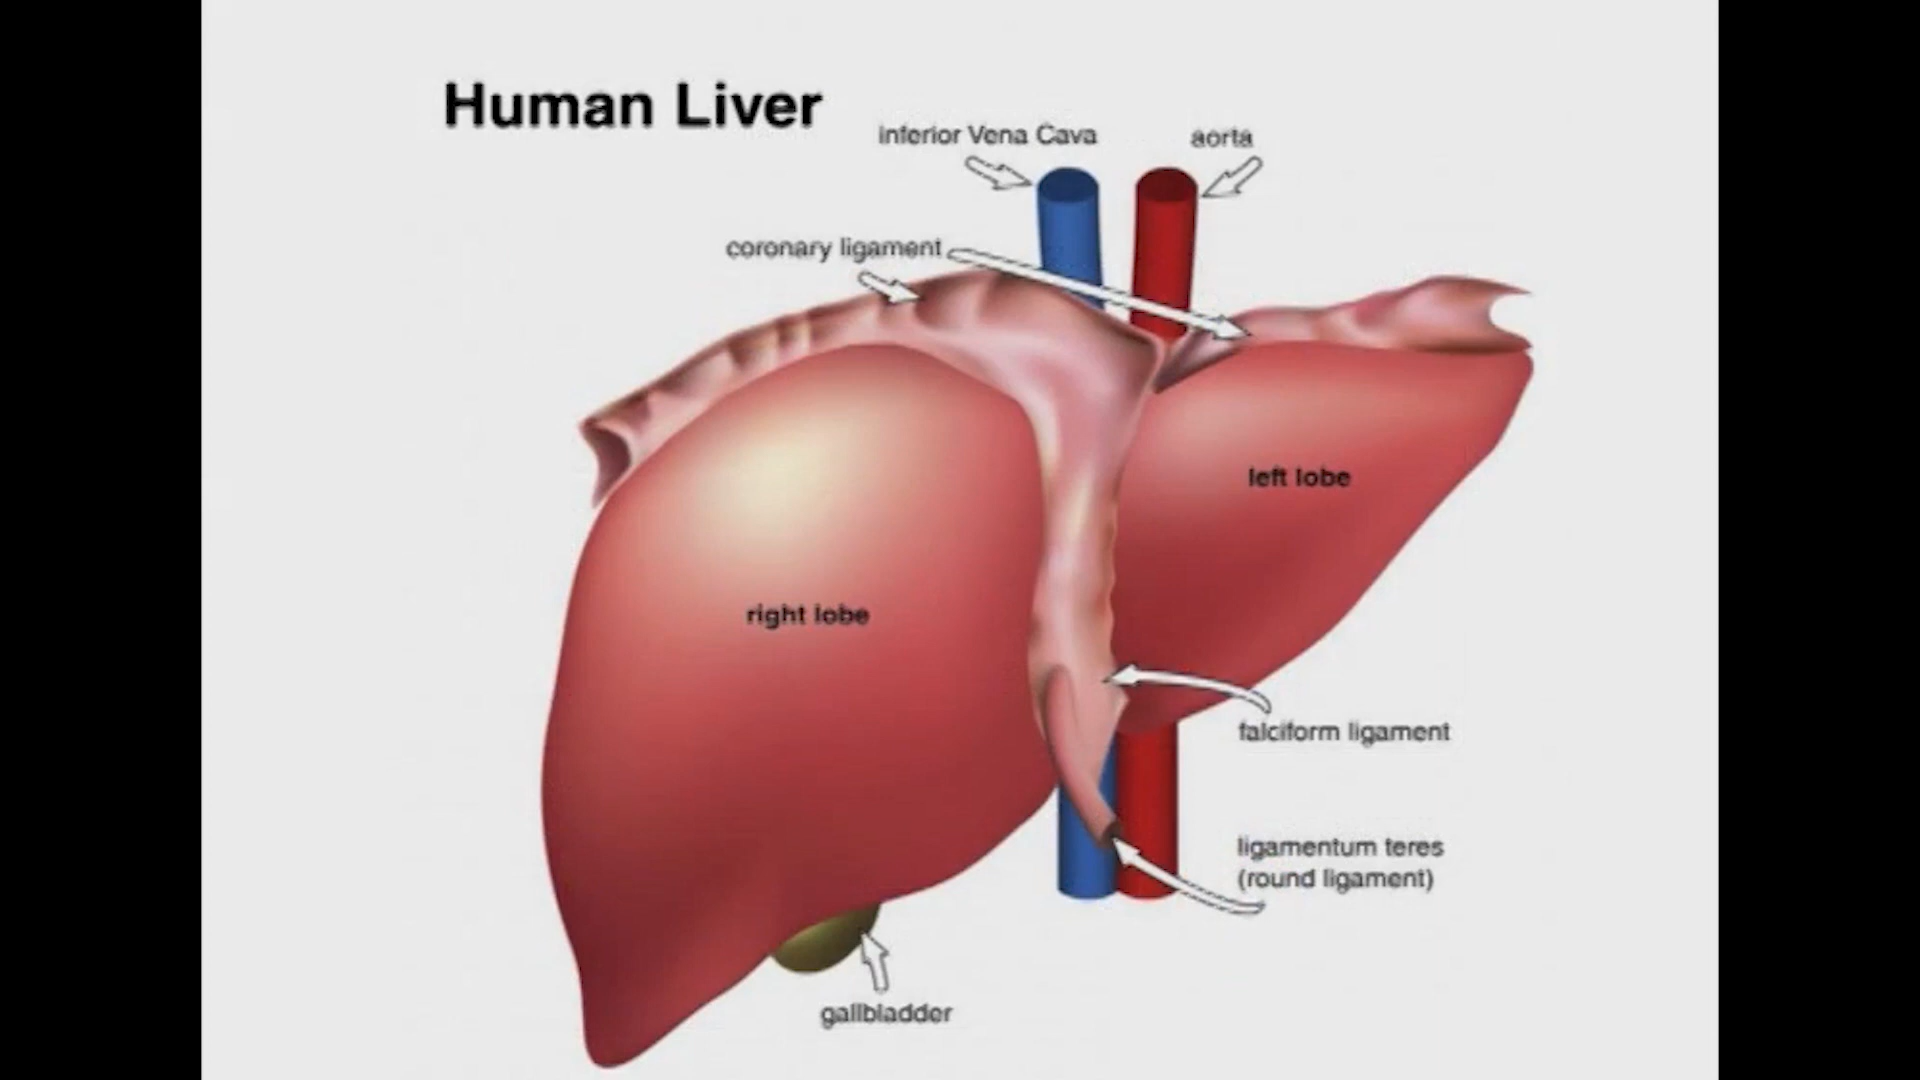 Human Liver
inferior Vena Cava
aorta
coronary ligament
left lobe
right lobe
falciform ligament
ligamentum teres
(round ligament)
gallbladder